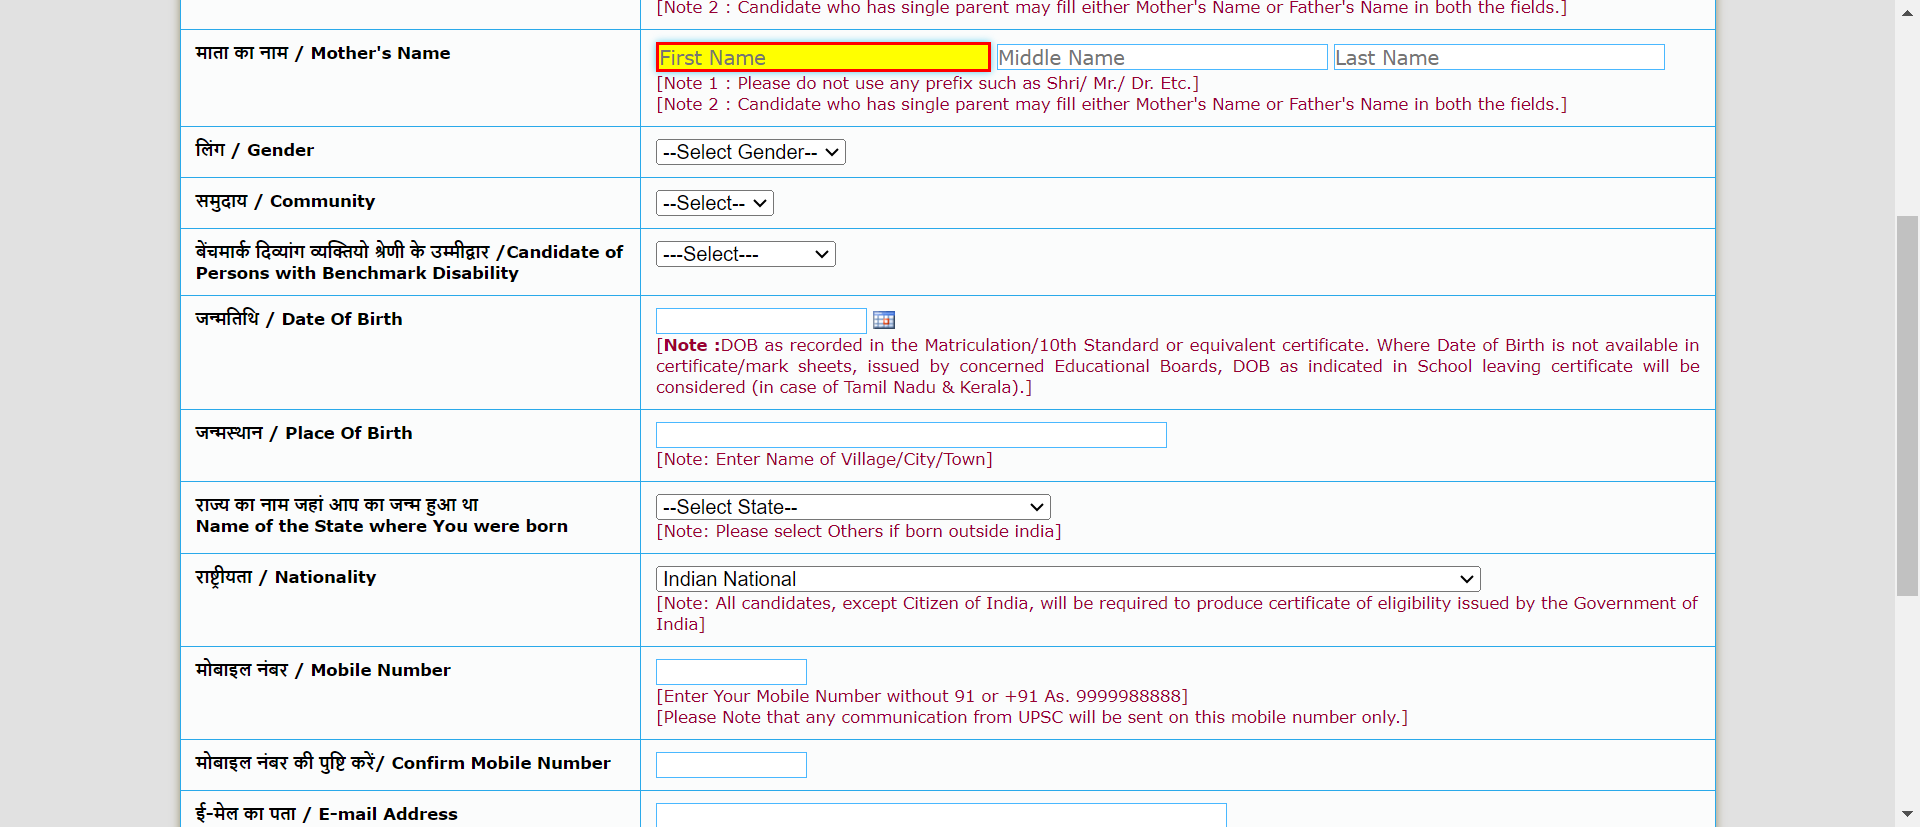 [Note 2 : Candidate who has single parent may fill either Mother's Name or Father's Name in both the fields.]
माता का नाम / Mother's Name
First Name Middle Name Last Name
[Note 1 : Please do not use any prefix such as Shri/ Mr./ Dr. Etc.]
[Note 2 : Candidate who has single parent may fill either Mother's Name or Father's Name in both the fields.]
लिंग / Gender
--Select Gender--
समुदाय / Community
--Select--
बेंचमार्क दिव्यांग व्यक्तियो श्रेणी के उम्मीद्वार /Candidate of
Persons with Benchmark Disability
---Select---
जन्मतिथि / Date Of Birth
[Note :DOB as recorded in the Matriculation/10th Standard or equivalent certificate. Where Date of Birth is not available in
certificate/mark sheets, issued by concerned Educational Boards, DOB as indicated in School leaving certificate will be
considered (in case of Tamil Nadu & Kerala).]
जन्मस्थान / Place Of Birth
[Note: Enter Name of Village/City/Town]
राज्य का नाम जहां आप का जन्म हुआ था
Name of the State where You were born
--Select State--
[Note: Please select Others if born outside india]
राष्ट्रीयता / Nationality
Indian National
[Note: All candidates, except Citizen of India, will be required to produce certificate of eligibility issued by the Government of
India]
मोबाइल नंबर / Mobile Number
[Enter Your Mobile Number without 91 or +91 As. 9999988888]
[Please Note that any communication from UPSC will be sent on this mobile number only.]
मोबाइल नंबर की पुष्टि करें/ Confirm Mobile Number
ई-मेल का पता / E-mail Address